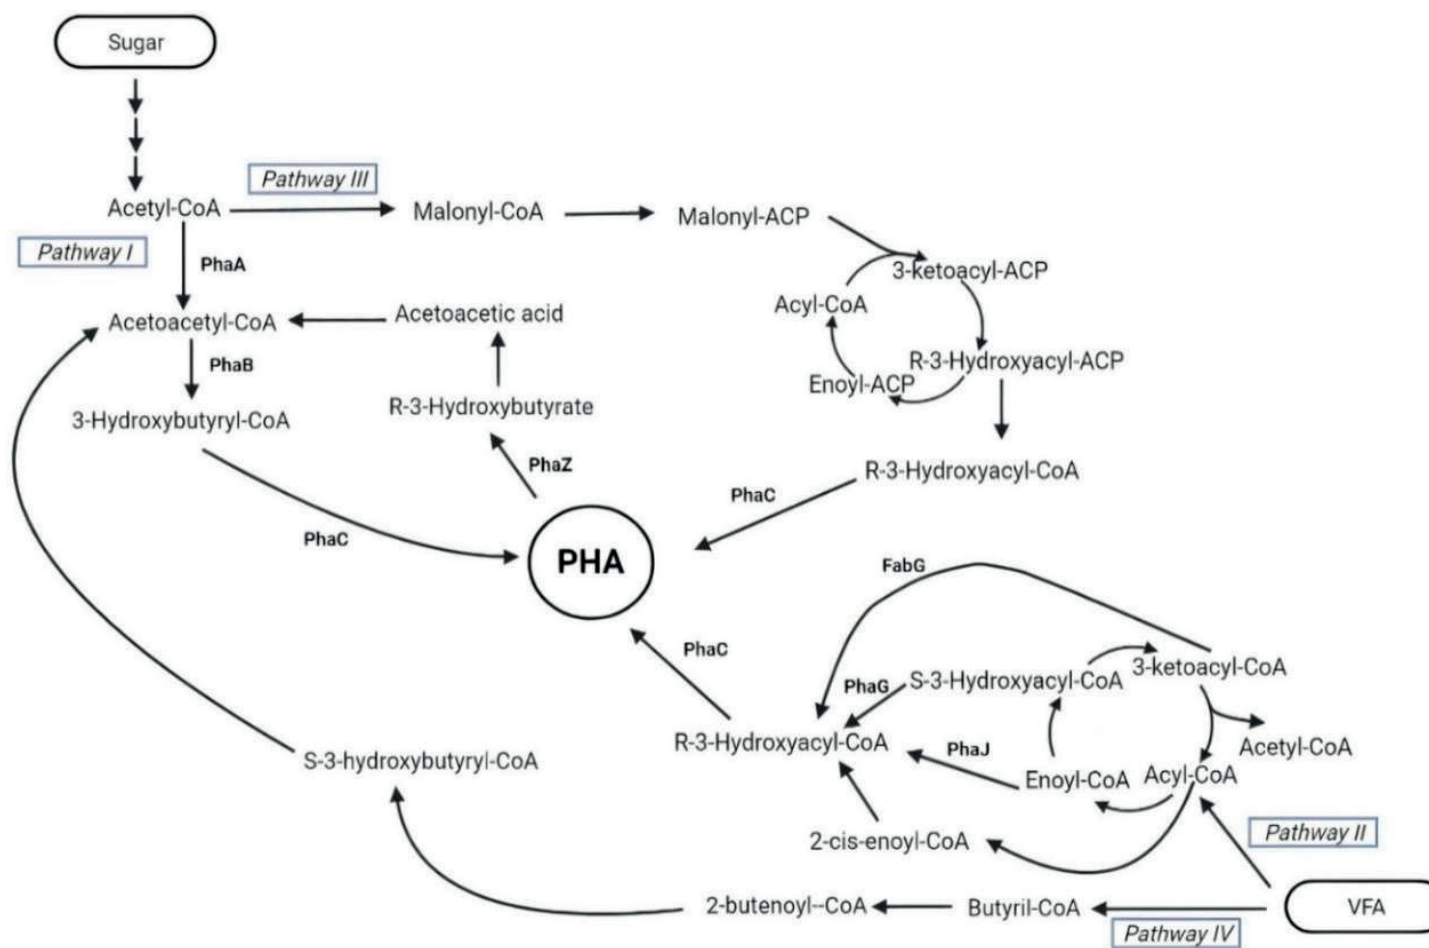 Sugar
Pathway III
Acetyl-CoA
Malonyl-CoA
Malonyl-ACP
Pathway I
PhaA
3-ketoacyl-ACP
Acyl-CoA
Acetoacetyl-CoA
Acetoacetic acid
PhaB
R-3-Hydroxyacyl-ACP
Enoyl-ACP
3-Hydroxybutyryl-CoA
R-3-Hydroxybutyrate
PhaZ
R-3-Hydroxyacyl-CoA
PhaC
PhaC
PHA
FabG
PhaC
3-ketoacyl-CoA
PhaG
S-3-Hydroxyacyl-CoA
R-3-Hydroxyacyl-CoA
PhaJ
Acetyl-CoA
S-3-hydroxybutyryl-CoA
Enoyl-CoA
Acyl-CoA
Pathway II
2-cis-enoyl-CoA
2-butenoyl--CoA
Butyril-CoA
VFA
Pathway IV